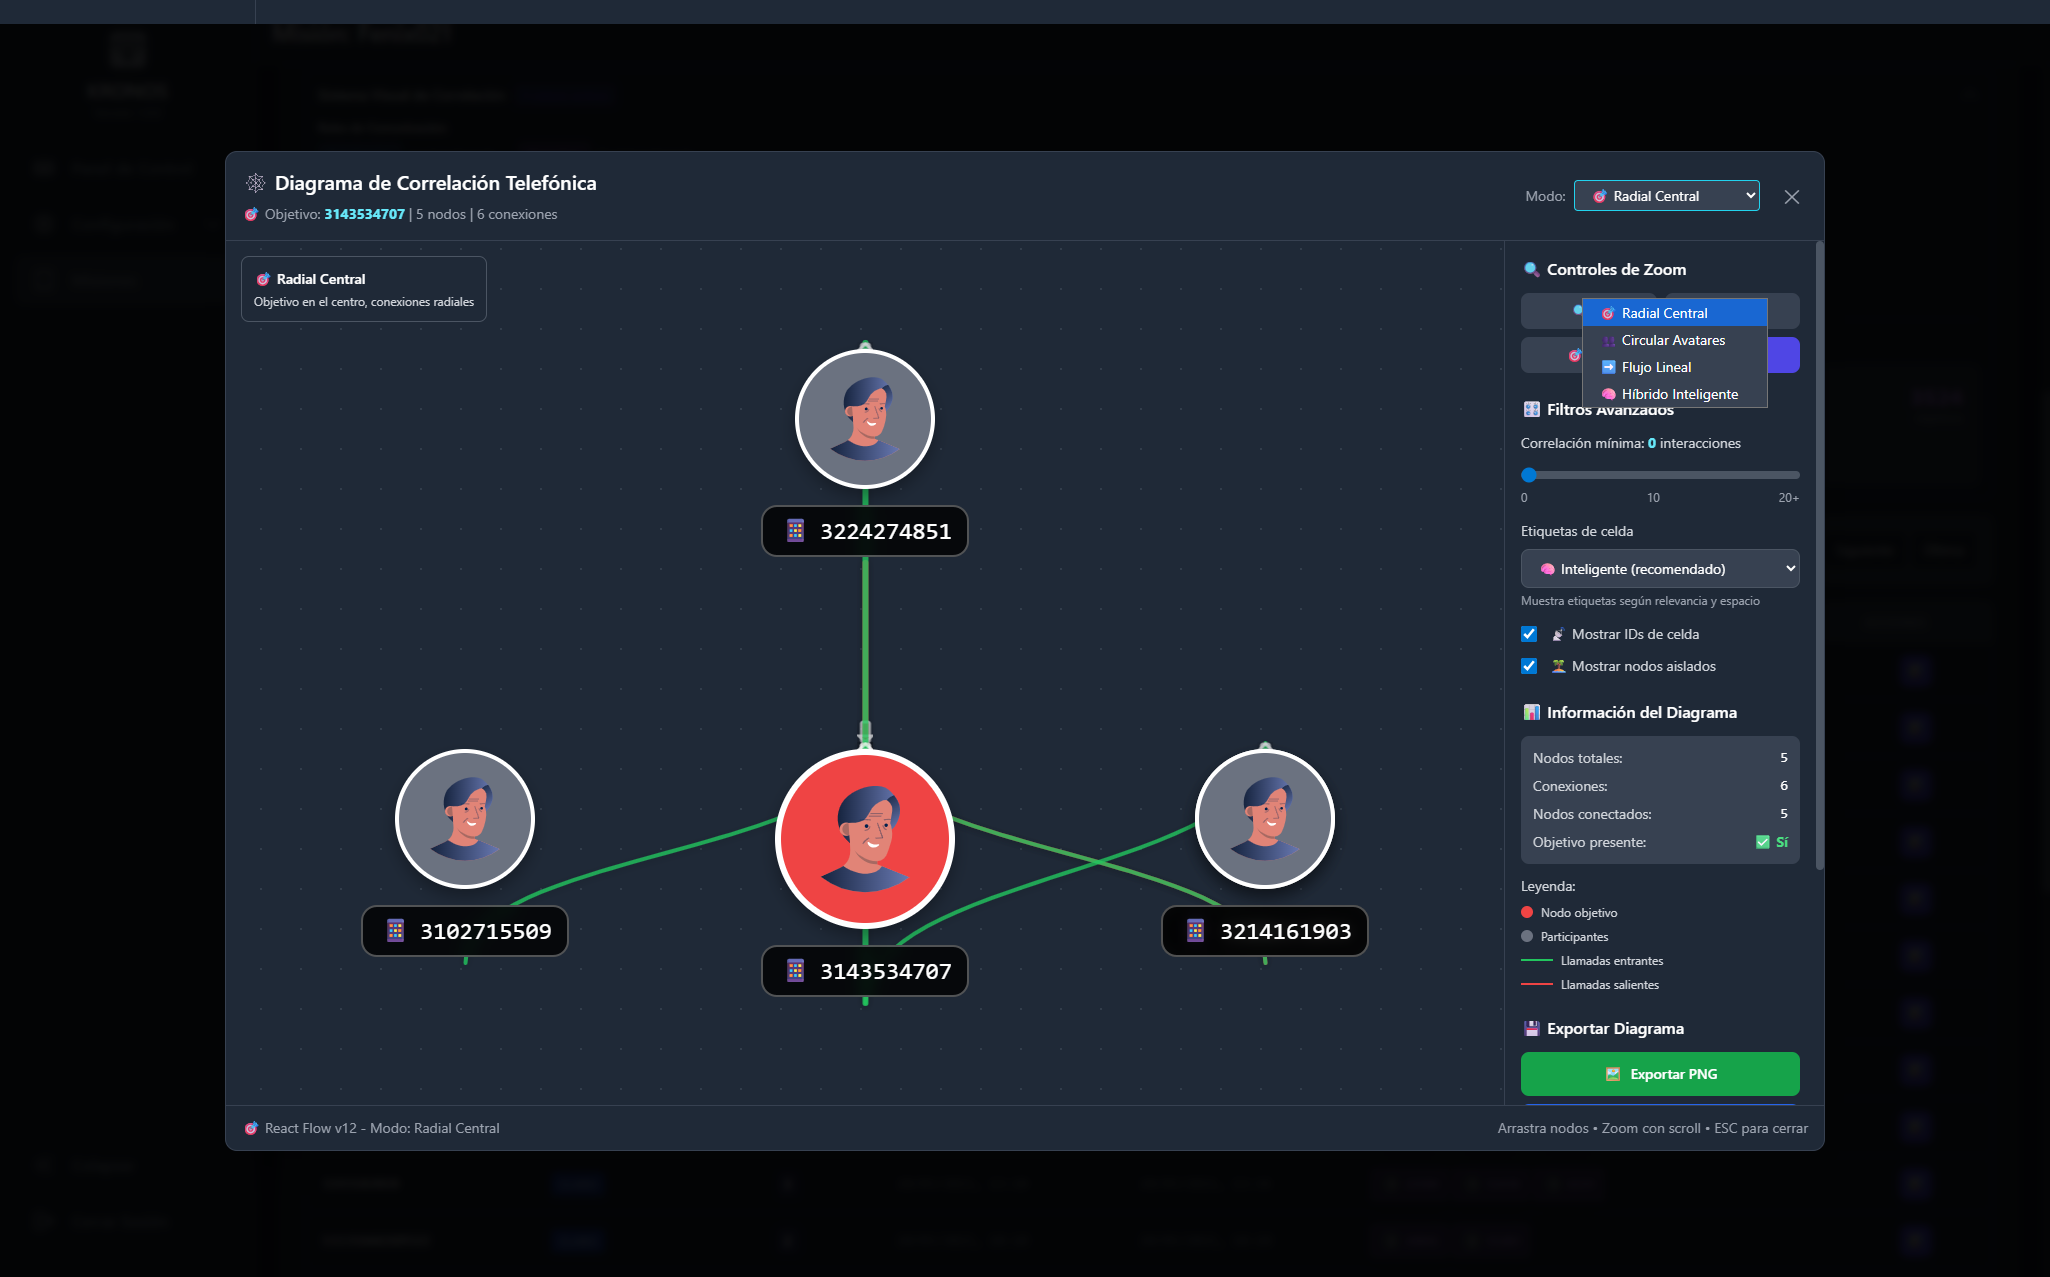 Diagrama de Correlación Telefónica
Objetivo: 3143534707 | 5 nodos | 6 conexiones
Modo:
Radial Central
Radial Central
Objetivo en el centro, conexiones radiales
3224274851
3102715509
3143534707
3214161903
Controles de Zoom
Radial Central
Circular Avatares
Flujo Lineal
Híbrido Inteligente
Filtros Avanzados
Correlación mínima: 0 interacciones
0 10 20+
Etiquetas de celda
Inteligente (recomendado)
Muestra etiquetas según relevancia y espacio
Mostrar IDs de celda
Mostrar nodos aislados
Información del Diagrama
Nodos totales: 5
Conexiones: 6
Nodos conectados: 5
Objetivo presente: Sí
Leyenda:
Nodo objetivo
Participantes
Llamadas entrantes
Llamadas salientes
Exportar Diagrama
Exportar PNG
React Flow v12 - Modo: Radial Central
Arrastra nodos • Zoom con scroll • ESC para cerrar